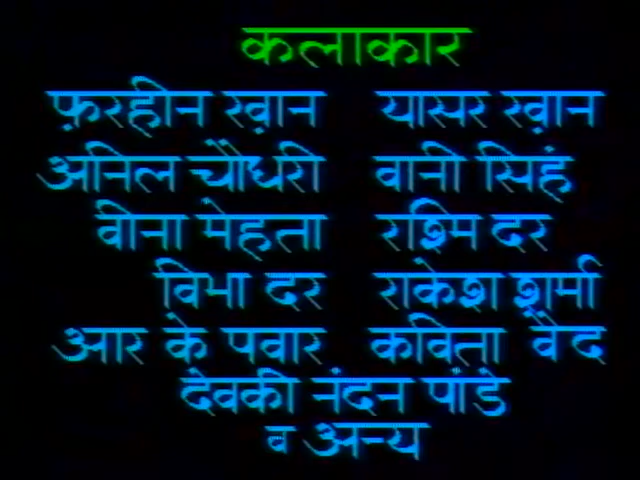 कलाकार
फ़रहीन ख़ान यासर ख़ान
अनिल चौधरी वानी सिहं
वीना मेहता रश्मि दर
विभा दर राकेश शर्मा
आर के पवार कविता वेद
देवकी नंदन पांडे
व अन्य